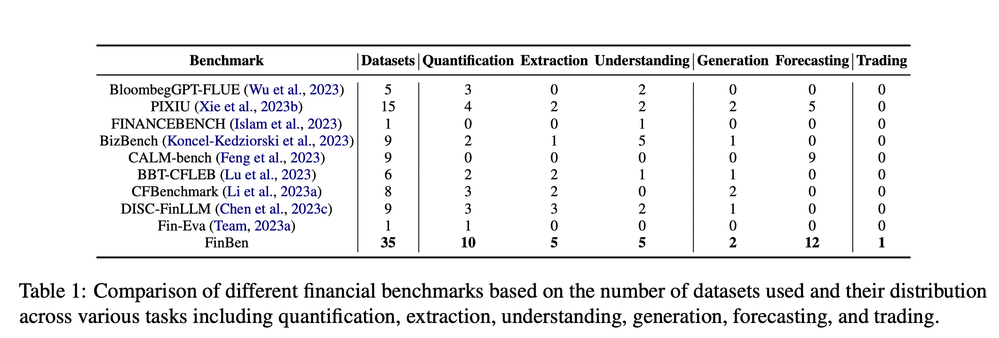 Benchmark Datasets Quantification Extraction Understanding Generation Forecasting Trading
BloombegGPT-FLUE (Wu et al., 2023) 5 3 0 2 0 0 0
PIXIU (Xie et al., 2023b) 15 4 2 2 2 5 0
FINANCEBENCH (Islam et al., 2023) 1 0 0 1 0 0 0
BizBench (Koncel-Kedziorski et al., 2023) 9 2 1 5 1 0 0
CALM-bench (Feng et al., 2023) 9 0 0 0 0 9 0
BBT-CFLEB (Lu et al., 2023) 6 2 2 1 1 0 0
CFBenchmark (Li et al., 2023a) 8 3 2 0 2 0 0
DISC-FinLLM (Chen et al., 2023c) 9 3 3 2 1 0 0
Fin-Eva (Team, 2023a) 1 1 0 0 0 0 0
FinBen 35 10 5 5 2 12 1
Table 1: Comparison of different financial benchmarks based on the number of datasets used and their distribution
across various tasks including quantification, extraction, understanding, generation, forecasting, and trading.